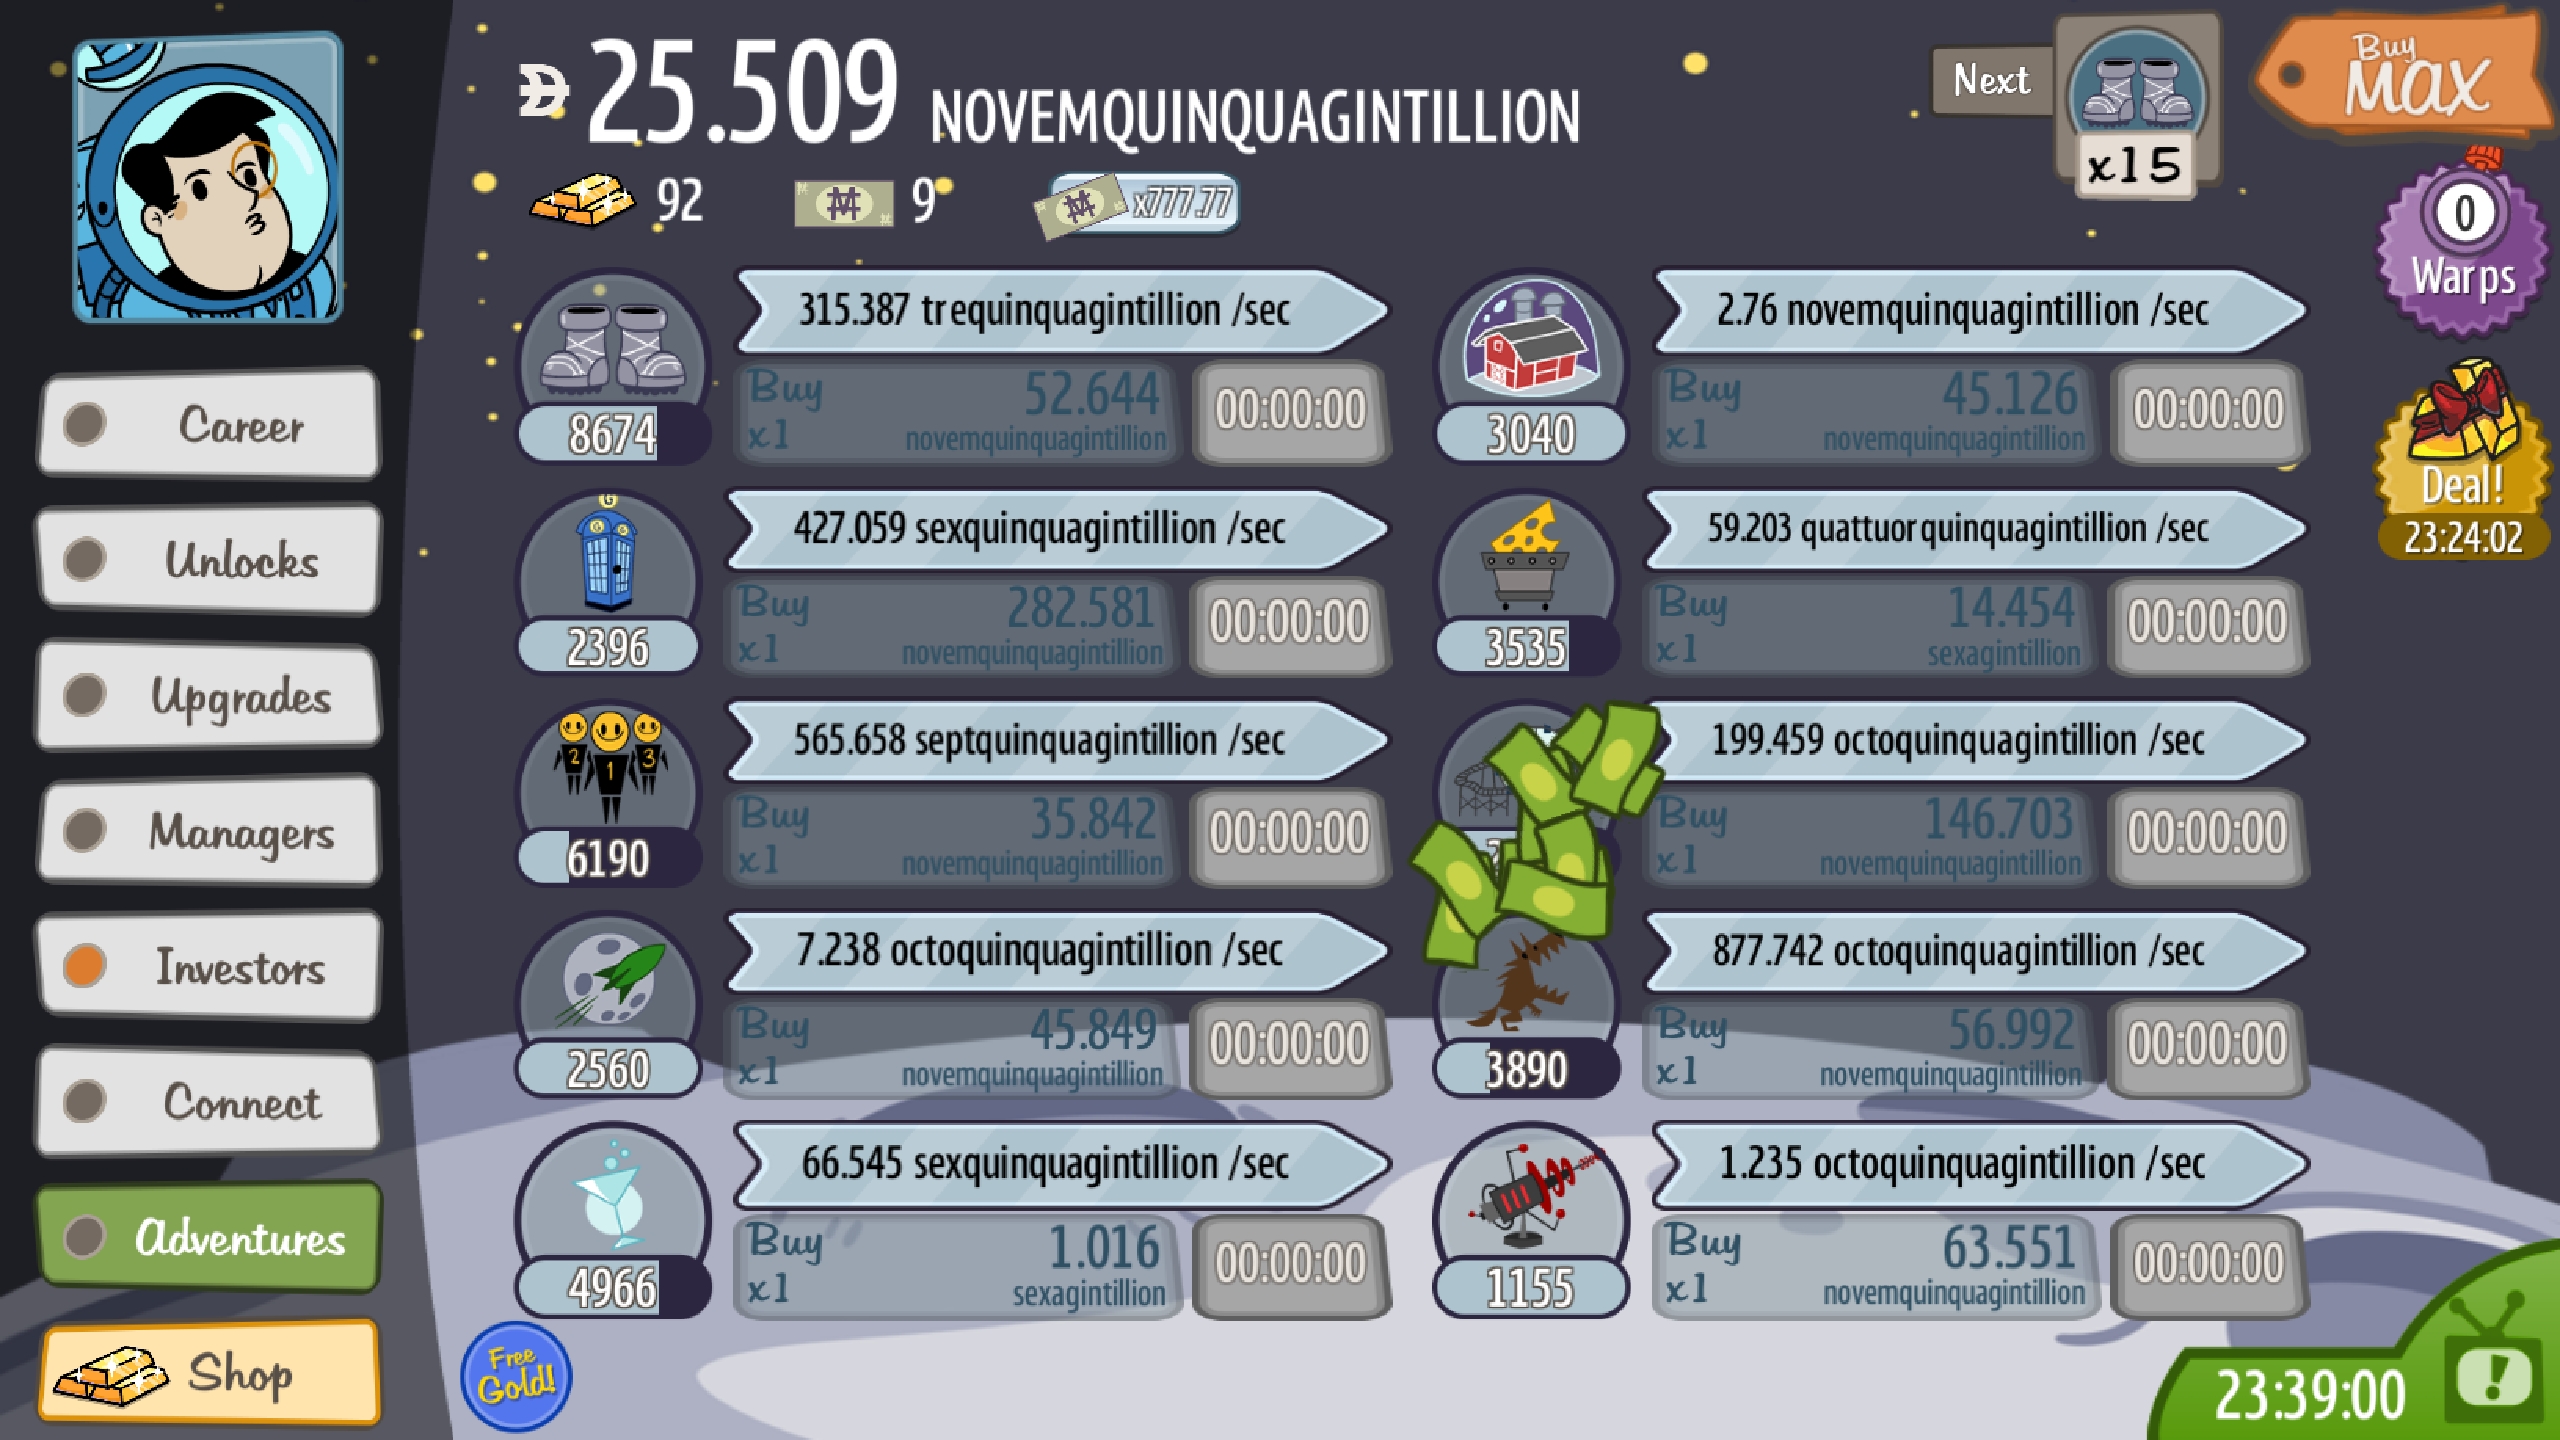 25.509 NOVEMQUINQUAGINTILLION
Next
x15
Buy
MAX
92
9
x777.77
0
Warps
Deal!
23:24:02
Career
Unlocks
Upgrades
Managers
Investors
Connect
Adventures
Shop
315.387 trequinquagintillion /sec
8674
Buy
x1
52.644
novemquinquagintillion
00:00:00
2.76 novemquinquagintillion /sec
3040
Buy
x1
45.126
novemquinquagintillion
00:00:00
G
427.059 sexquinquagintillion /sec
2396
Buy
x1
282.581
novemquinquagintillion
00:00:00
59.203 quattuorquinquagintillion /sec
3535
Buy
x1
14.454
sexagintillion
00:00:00
2 1 3
565.658 septquinquagintillion /sec
6190
Buy
x1
35.842
novemquinquagintillion
00:00:00
199.459 octoquinquagintillion /sec
Buy
x1
146.703
novemquinquagintillion
00:00:00
7.238 octoquinquagintillion /sec
2560
Buy
x1
45.849
novemquinquagintillion
00:00:00
877.742 octoquinquagintillion /sec
3890
Buy
x1
56.992
novemquinquagintillion
00:00:00
66.545 sexquinquagintillion /sec
4966
Buy
x1
1.016
sexagintillion
00:00:00
1.235 octoquinquagintillion /sec
1155
Buy
x1
63.551
novemquinquagintillion
00:00:00
Free
Gold!
23:39:00
!